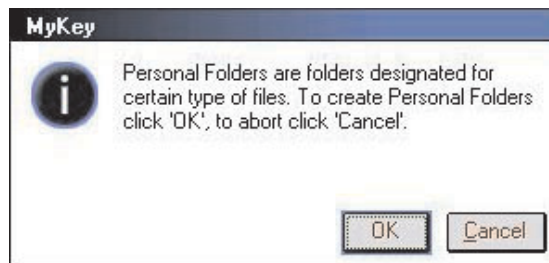 MyKey
i
Personal Folders are folders designated for
certain type of files. To create Personal Folders
click 'OK', to abort click 'Cancel'.
OK Cancel